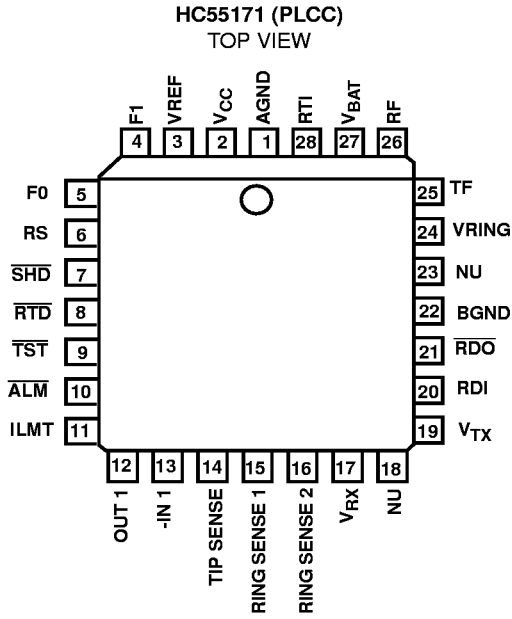 HC55171 (PLCC)
TOP VIEW
F1
VREF
VCC
AGND
RTI
VBAT
RF
4
3
2
1
28
27
26
F0 5
RS 6
SHD 7
RTD 8
TST 9
ALM 10
ILMT 11
25 TF
24 VRING
23 NU
22 BGND
21 RDO
20 RDI
19 VTX
12
13
14
15
16
17
18
OUT 1
-IN 1
TIP SENSE
RING SENSE 1
RING SENSE 2
VRX
NU